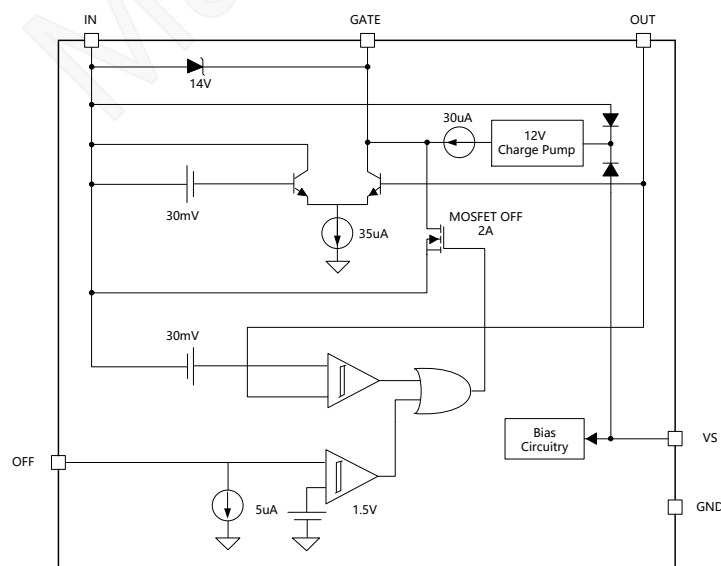 IN
GATE
OUT
14V
30uA
12V
Charge Pump
30mV
35uA
MOSFET OFF
2A
30mV
Bias
Circuitry
VS
OFF
5uA
1.5V
GND